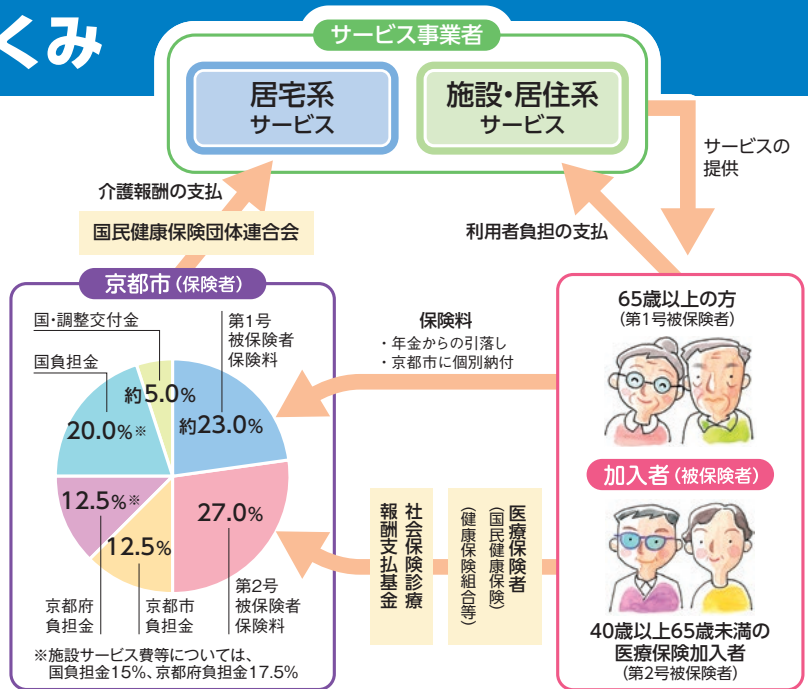 くみ
サービス事業者
居宅系
サービス
施設・居住系
サービス
サービスの
提供
介護報酬の支払
国民健康保険団体連合会
利用者負担の支払
京都市(保険者)
国・調整交付金
国負担金
第1号
被保険者
保険料
約5.0%
20.0%※
約23.0%
12.5%※
12.5%
27.0%
京都府
負担金
京都市
負担金
第2号
被保険者
保険料
※施設サービス費等については、
国負担金15%、京都府負担金17.5%
保険料
・年金からの引落し
・京都市に個別納付
社会保険診療
報酬支払基金
医療保険者
(国民健康保険)
(健康保険組合等)
65歳以上の方
(第1号被保険者)
加入者(被保険者)
40歳以上65歳未満の
医療保険加入者
(第2号被保険者)